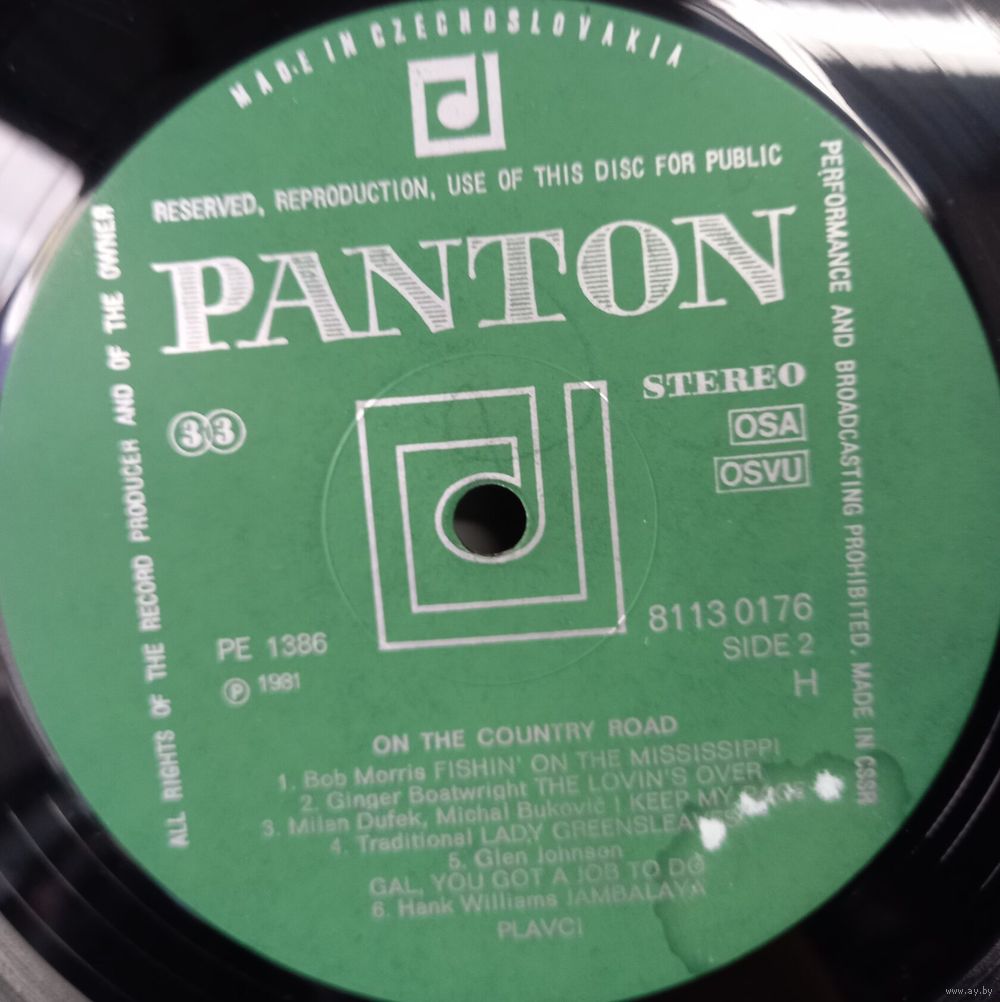 MADE IN CZECHOSLOVAKIA
RESERVED, REPRODUCTION, USE OF THIS DISC FOR PUBLIC
PERFORMANCE AND BROADCASTING PROHIBITED. MADE IN CSSR
ALL RIGHTS OF THE RECORD PRODUCER AND OF THE OWNER
PANTON
33
STEREO
OSA
OSVU
PE 1386
℗ 1981
8113 0176
SIDE 2
H
ON THE COUNTRY ROAD
1. Bob Morris FISHIN' ON THE MISSISSIPPI
2. Ginger Boatwright THE LOVIN'S OVER
3. Milan Dufek, Michal Bukovič I KEEP MY
4. Traditional LADY GREENSLEAVES
5. Glen Johnson
GAL, YOU GOT A JOB TO DO
6. Hank Williams JAMBALAYA
PLAVCI
www.ay.by